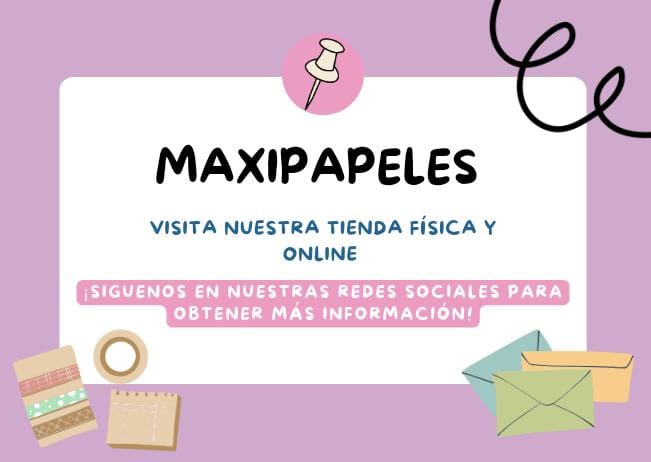 MAXIPAPELES
VISITA NUESTRA TIENDA FÍSICA Y
ONLINE
¡SIGUENOS EN NUESTRAS REDES SOCIALES PARA
OBTENER MÁS INFORMACIÓN!